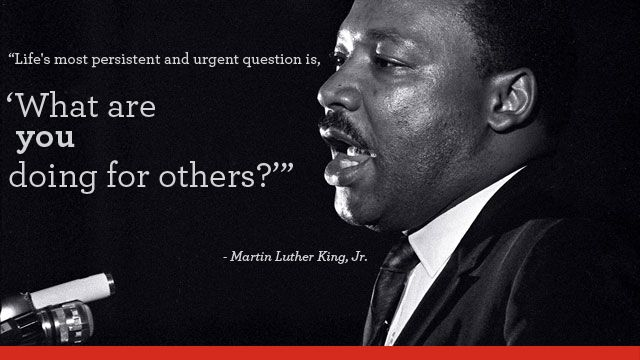 “Life's most persistent and urgent question is,
‘What are
you
doing for others?’”
- Martin Luther King, Jr.